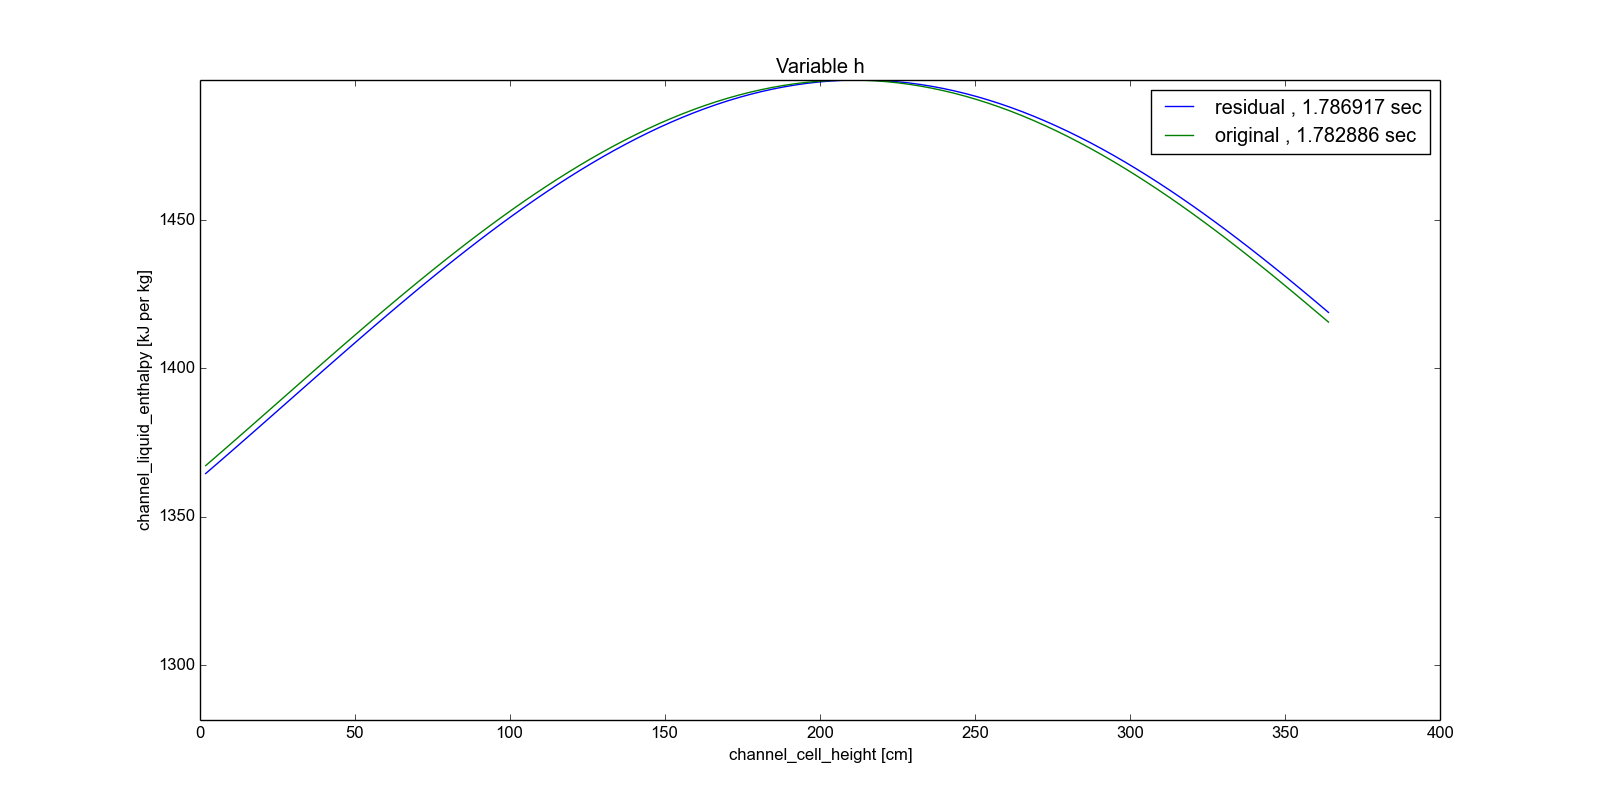 Variable h
residual , 1.786917 sec
original , 1.782886 sec
channel_liquid_enthalpy [kJ per kg]
1450
1400
1350
1300
0 50 100 150 200 250 300 350 400
channel_cell_height [cm]